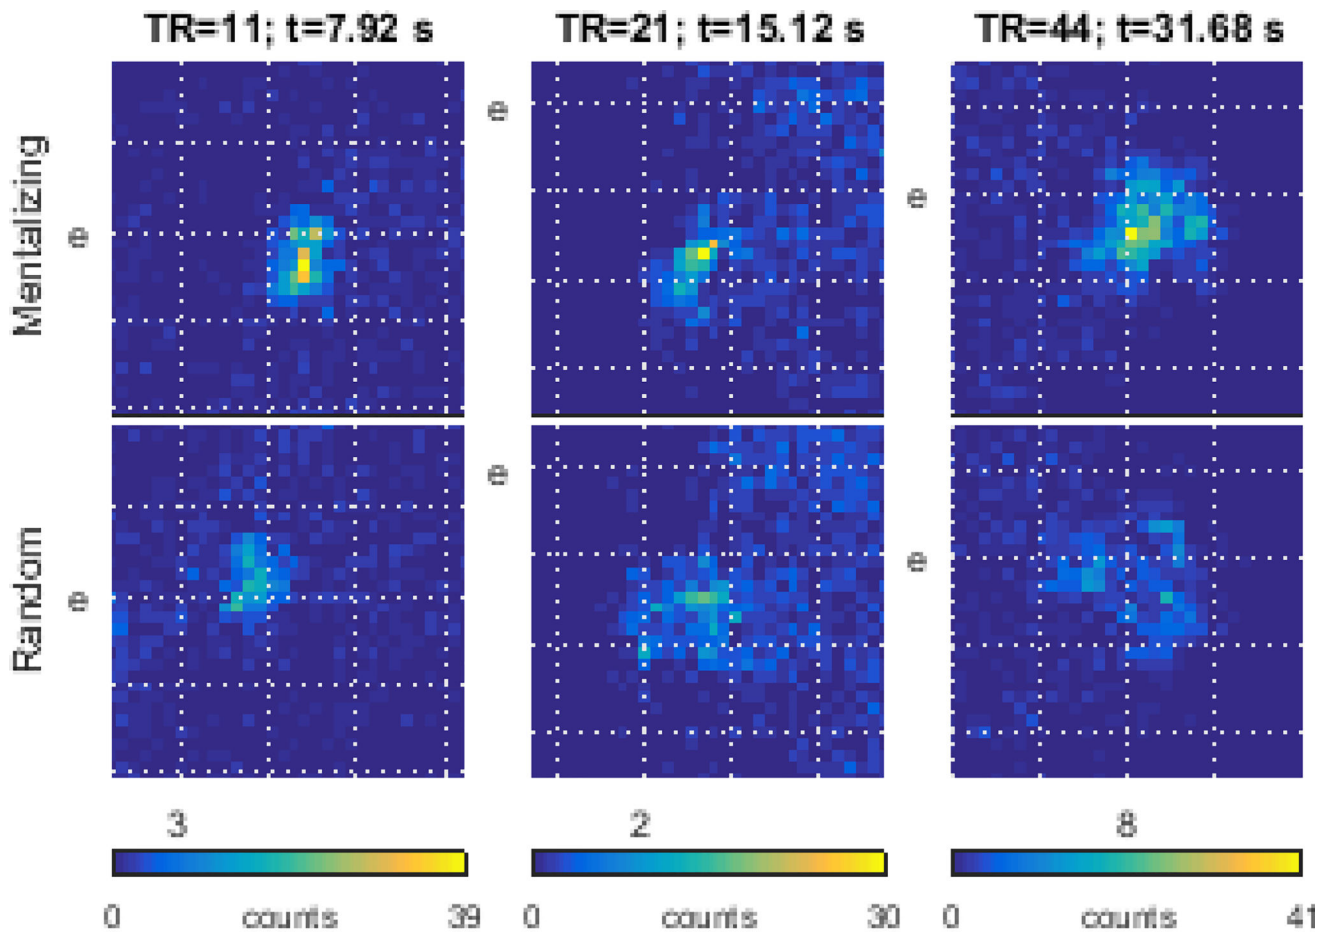 TR=11; t=7.92 s
TR=21; t=15.12 s
TR=44; t=31.68 s
Mentalizing
Random
3
2
8
0 counts 39
0 counts 30
0 counts 41